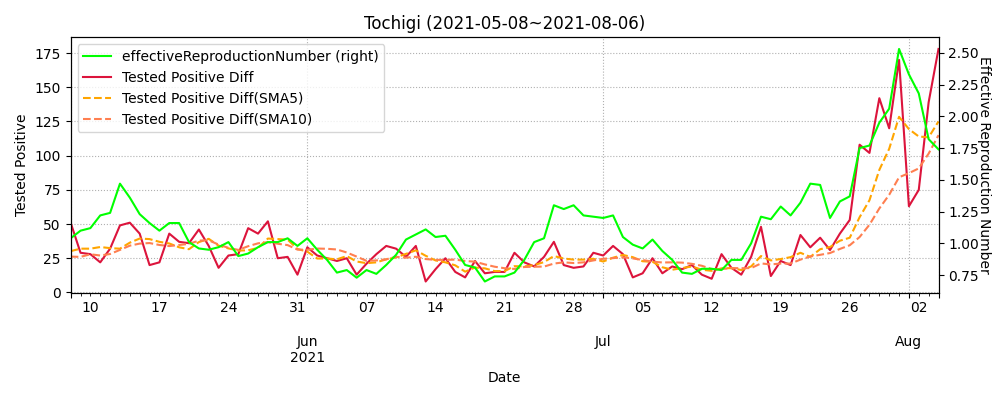 Tochigi (2021-05-08~2021-08-06)
effectiveReproductionNumber (right)
Tested Positive Diff
Tested Positive Diff(SMA5)
Tested Positive Diff(SMA10)
Tested Positive
175
150
125
100
75
50
25
0
2.50
2.25
2.00
1.75
1.50
1.25
1.00
0.75
Effective Reproduction Number
10 17 24 31 07 14 21 28 05 12 19 26 02
Jun Jul Aug
2021
Date